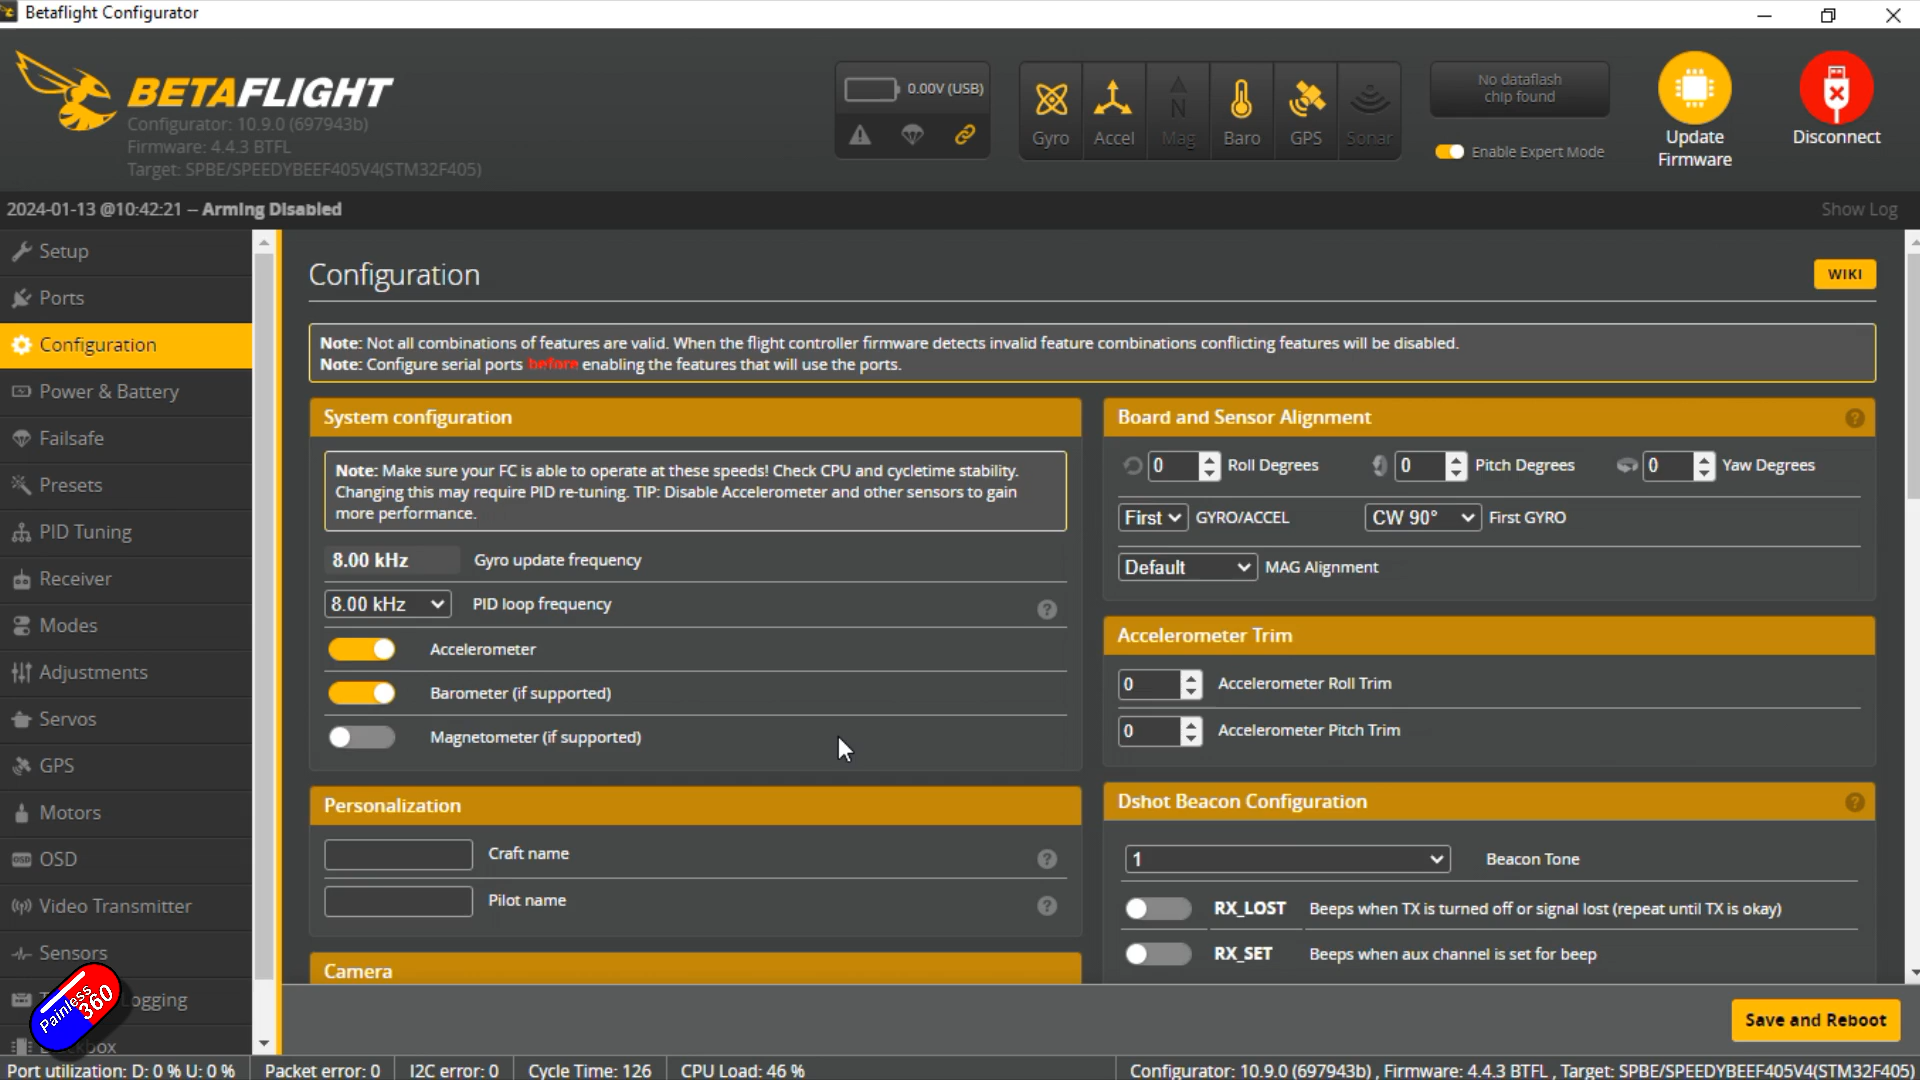 Betaflight Configurator
BETAFLIGHT
Configurator: 10.9.0 (697943b)
Firmware: 4.4.3 BTFL
Target: SPBE/SPEEDYBEEF405V4(STM32F405)
0.00V (USB)
Gyro
Accel
N
Mag
Baro
GPS
Sonar
No dataflash
chip found
Enable Expert Mode
Update
Firmware
Disconnect
2024-01-13 @10:42:21 -- Arming Disabled
Show Log
Setup
Ports
Configuration
Power & Battery
Failsafe
Presets
PID Tuning
Receiver
Modes
Adjustments
Servos
GPS
Motors
OSD OSD
Video Transmitter
Sensors
ogging
box
Painless
360
Configuration
WIKI
Note: Not all combinations of features are valid. When the flight controller firmware detects invalid feature combinations conflicting features will be disabled.
Note: Configure serial ports before enabling the features that will use the ports.
System configuration
Note: Make sure your FC is able to operate at these speeds! Check CPU and cycletime stability.
Changing this may require PID re-tuning. TIP: Disable Accelerometer and other sensors to gain
more performance.
8.00 kHz Gyro update frequency
8.00 kHz PID loop frequency ?
Accelerometer
Barometer (if supported)
Magnetometer (if supported)
Personalization
Craft name ?
Pilot name ?
Camera
Board and Sensor Alignment ?
0 Roll Degrees 0 Pitch Degrees 0 Yaw Degrees
First GYRO/ACCEL CW 90° First GYRO
Default MAG Alignment
Accelerometer Trim
0 Accelerometer Roll Trim
0 Accelerometer Pitch Trim
Dshot Beacon Configuration ?
1 Beacon Tone
RX_LOST Beeps when TX is turned off or signal lost (repeat until TX is okay)
RX_SET Beeps when aux channel is set for beep
Save and Reboot
Port utilization: D: 0 % U: 0 % Packet error: 0 I2C error: 0 Cycle Time: 126 CPU Load: 46 % Configurator: 10.9.0 (697943b) , Firmware: 4.4.3 BTFL , Target: SPBE/SPEEDYBEEF405V4(STM32F405)